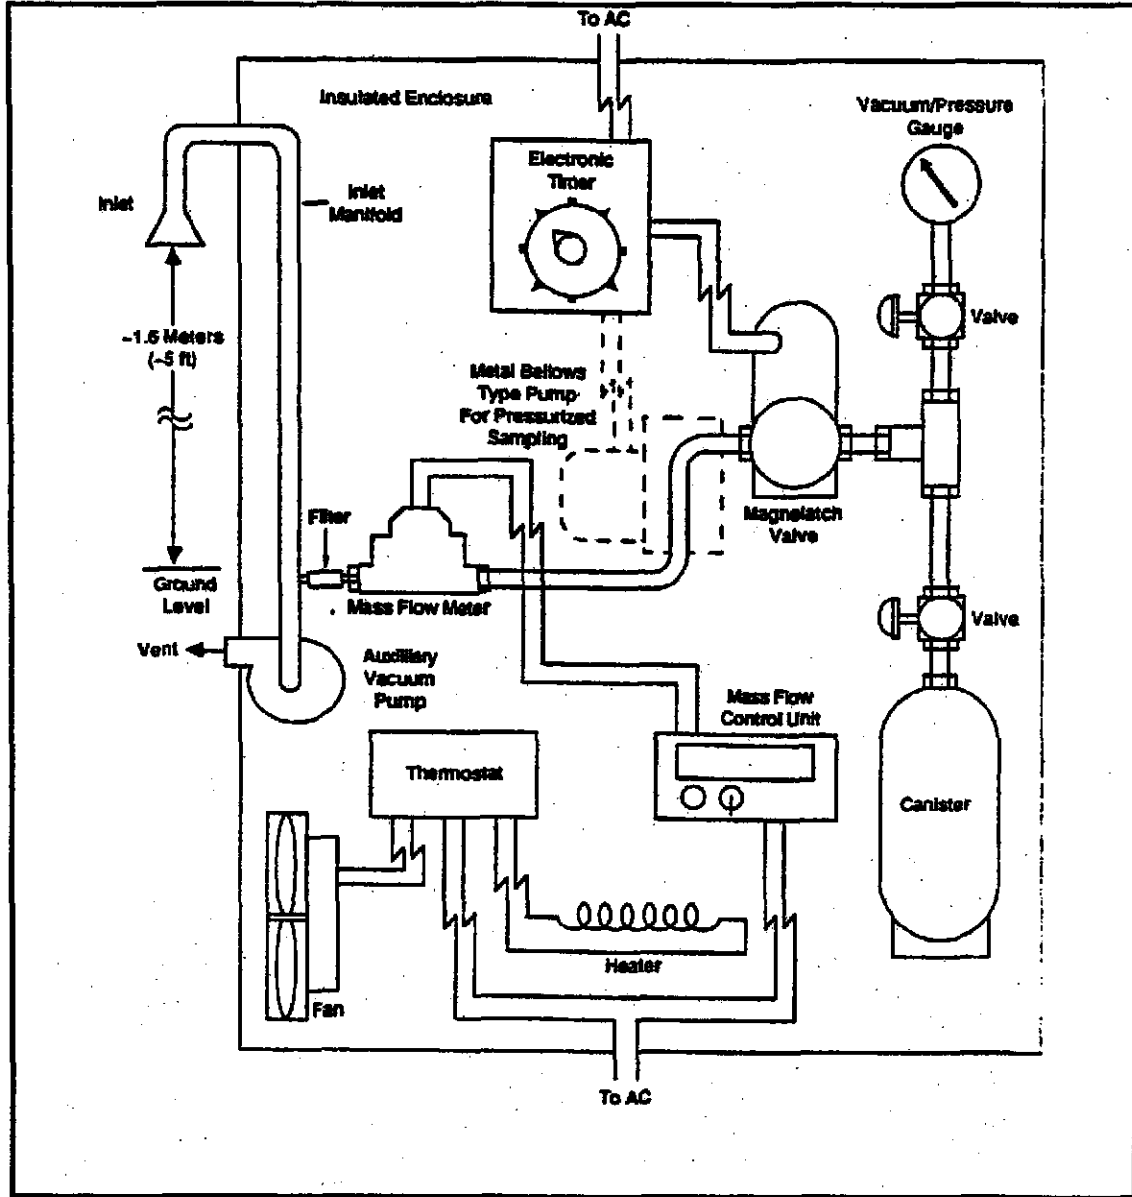 To AC
Insulated Enclosure
Vacuum/Pressure
Gauge
Electronic
Timer
Inlet
Inlet
Manifold
~1.6 Meters
(~5 ft)
Valve
Metal Bellows
Type Pump
For Pressurized
Sampling
Magnelatch
Valve
Filter
Ground
Level
Mass Flow Meter
Valve
Vent
Auxiliary
Vacuum
Pump
Mass Flow
Control Unit
Thermostat
Canister
Heater
Fan
To AC